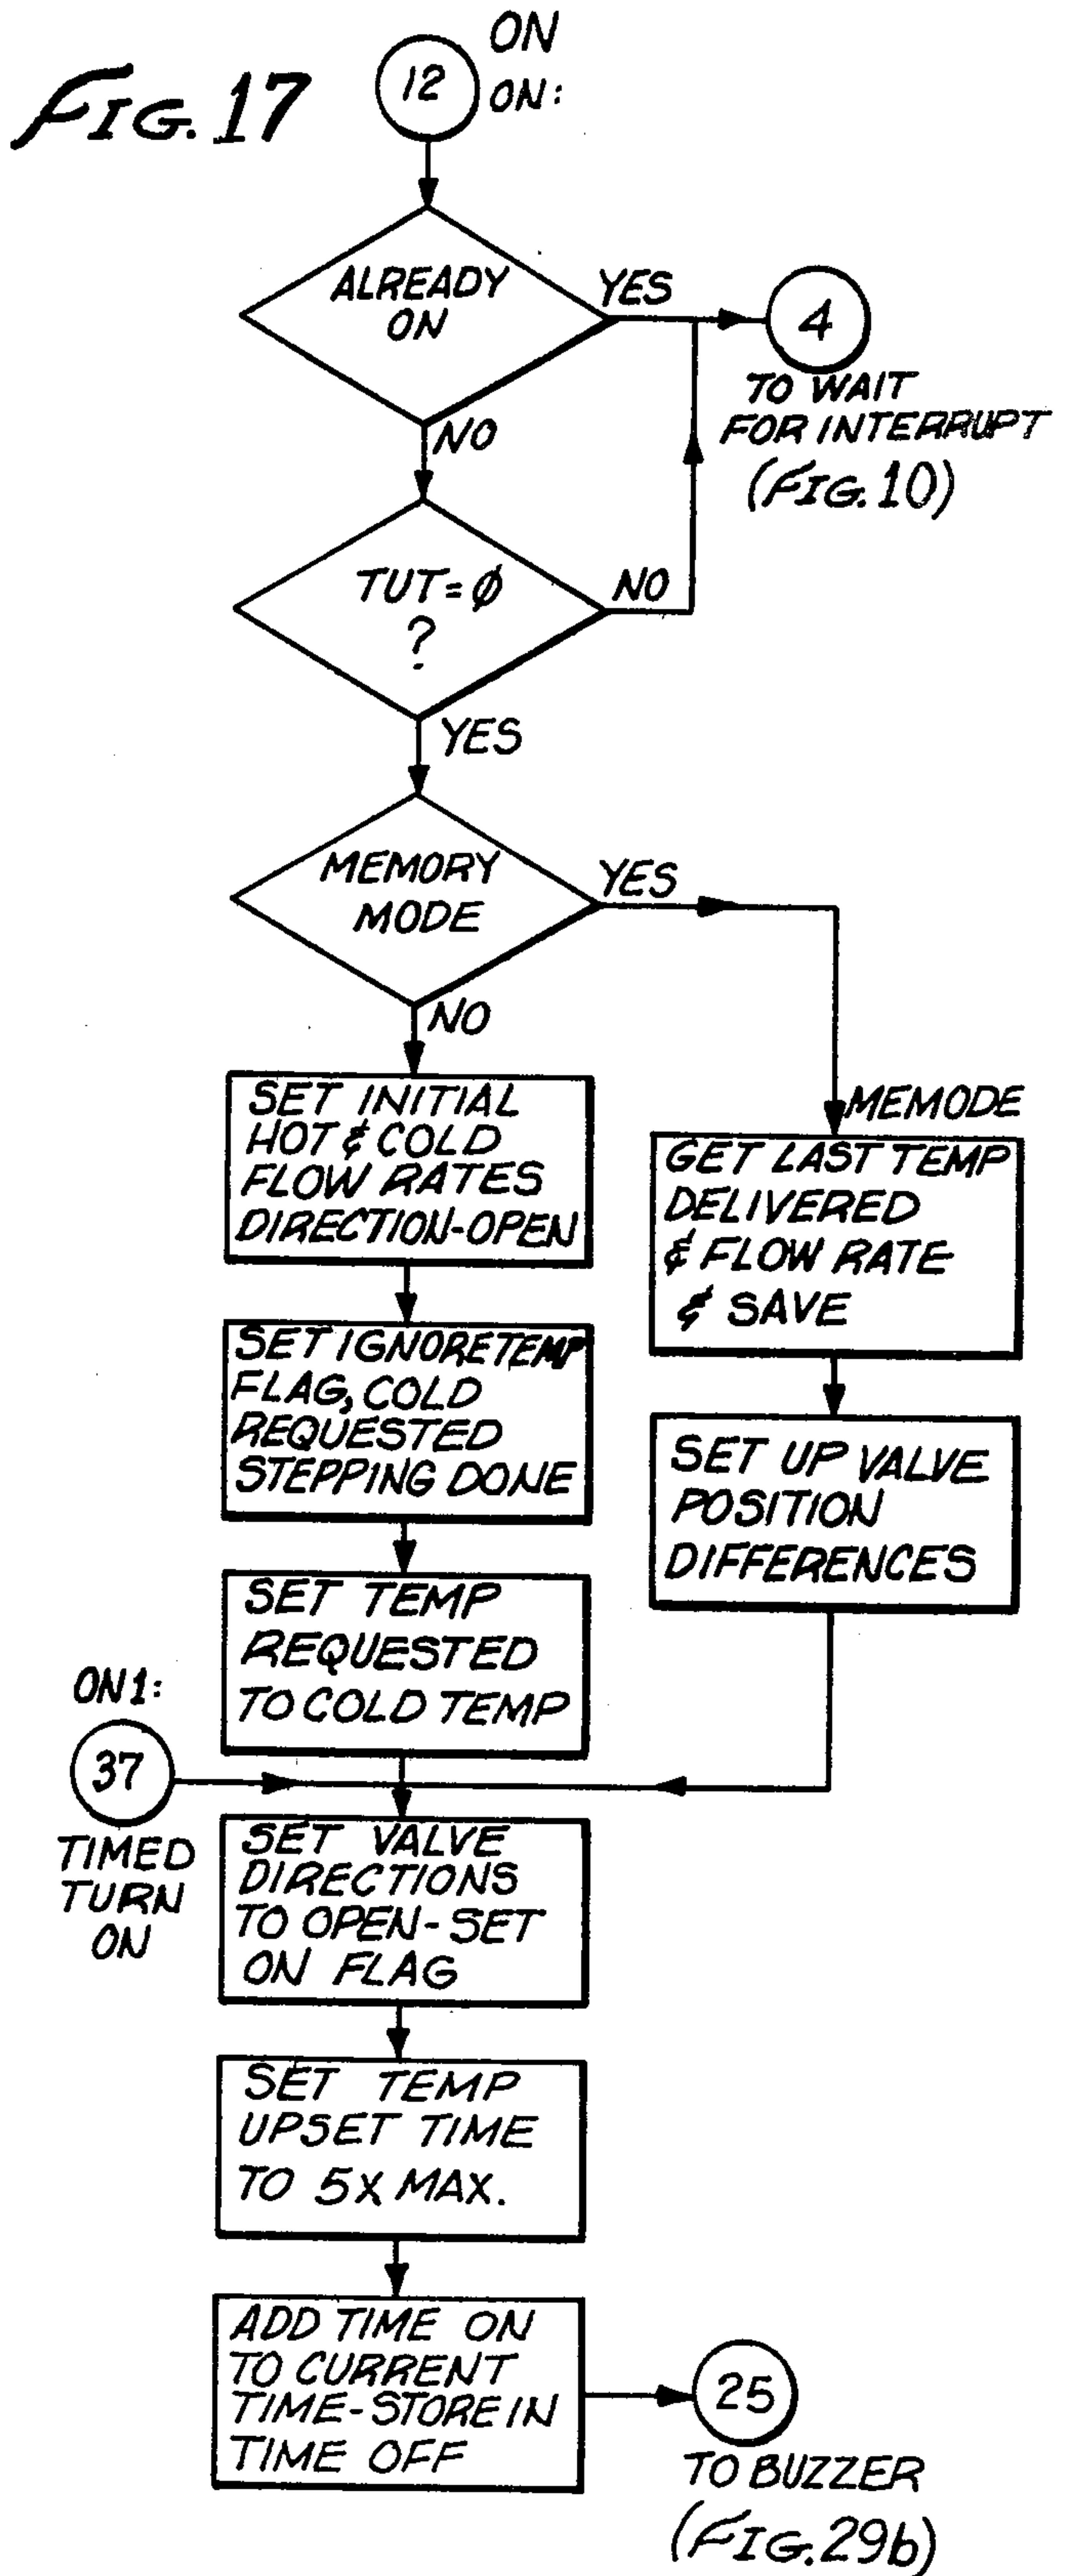 FIG. 17
12
ON
ON:
ALREADY
ON
YES
4
TO WAIT
FOR INTERRUPT
(FIG. 10)
NO
TUT=Ø
?
NO
YES
MEMORY
MODE
YES
NO
SET INITIAL
HOT & COLD
FLOW RATES
DIRECTION-OPEN
MEMODE
GET LAST TEMP
DELIVERED
& FLOW RATE
& SAVE
SET IGNORETEMP
FLAG, COLD
REQUESTED
STEPPING DONE
SET UP VALVE
POSITION
DIFFERENCES
SET TEMP
REQUESTED
TO COLD TEMP
ON1:
37
TIMED
TURN
ON
SET VALVE
DIRECTIONS
TO OPEN-SET
ON FLAG
SET TEMP
UPSET TIME
TO 5X MAX.
ADD TIME ON
TO CURRENT
TIME-STORE IN
TIME OFF
25
TO BUZZER
(FIG. 29b)